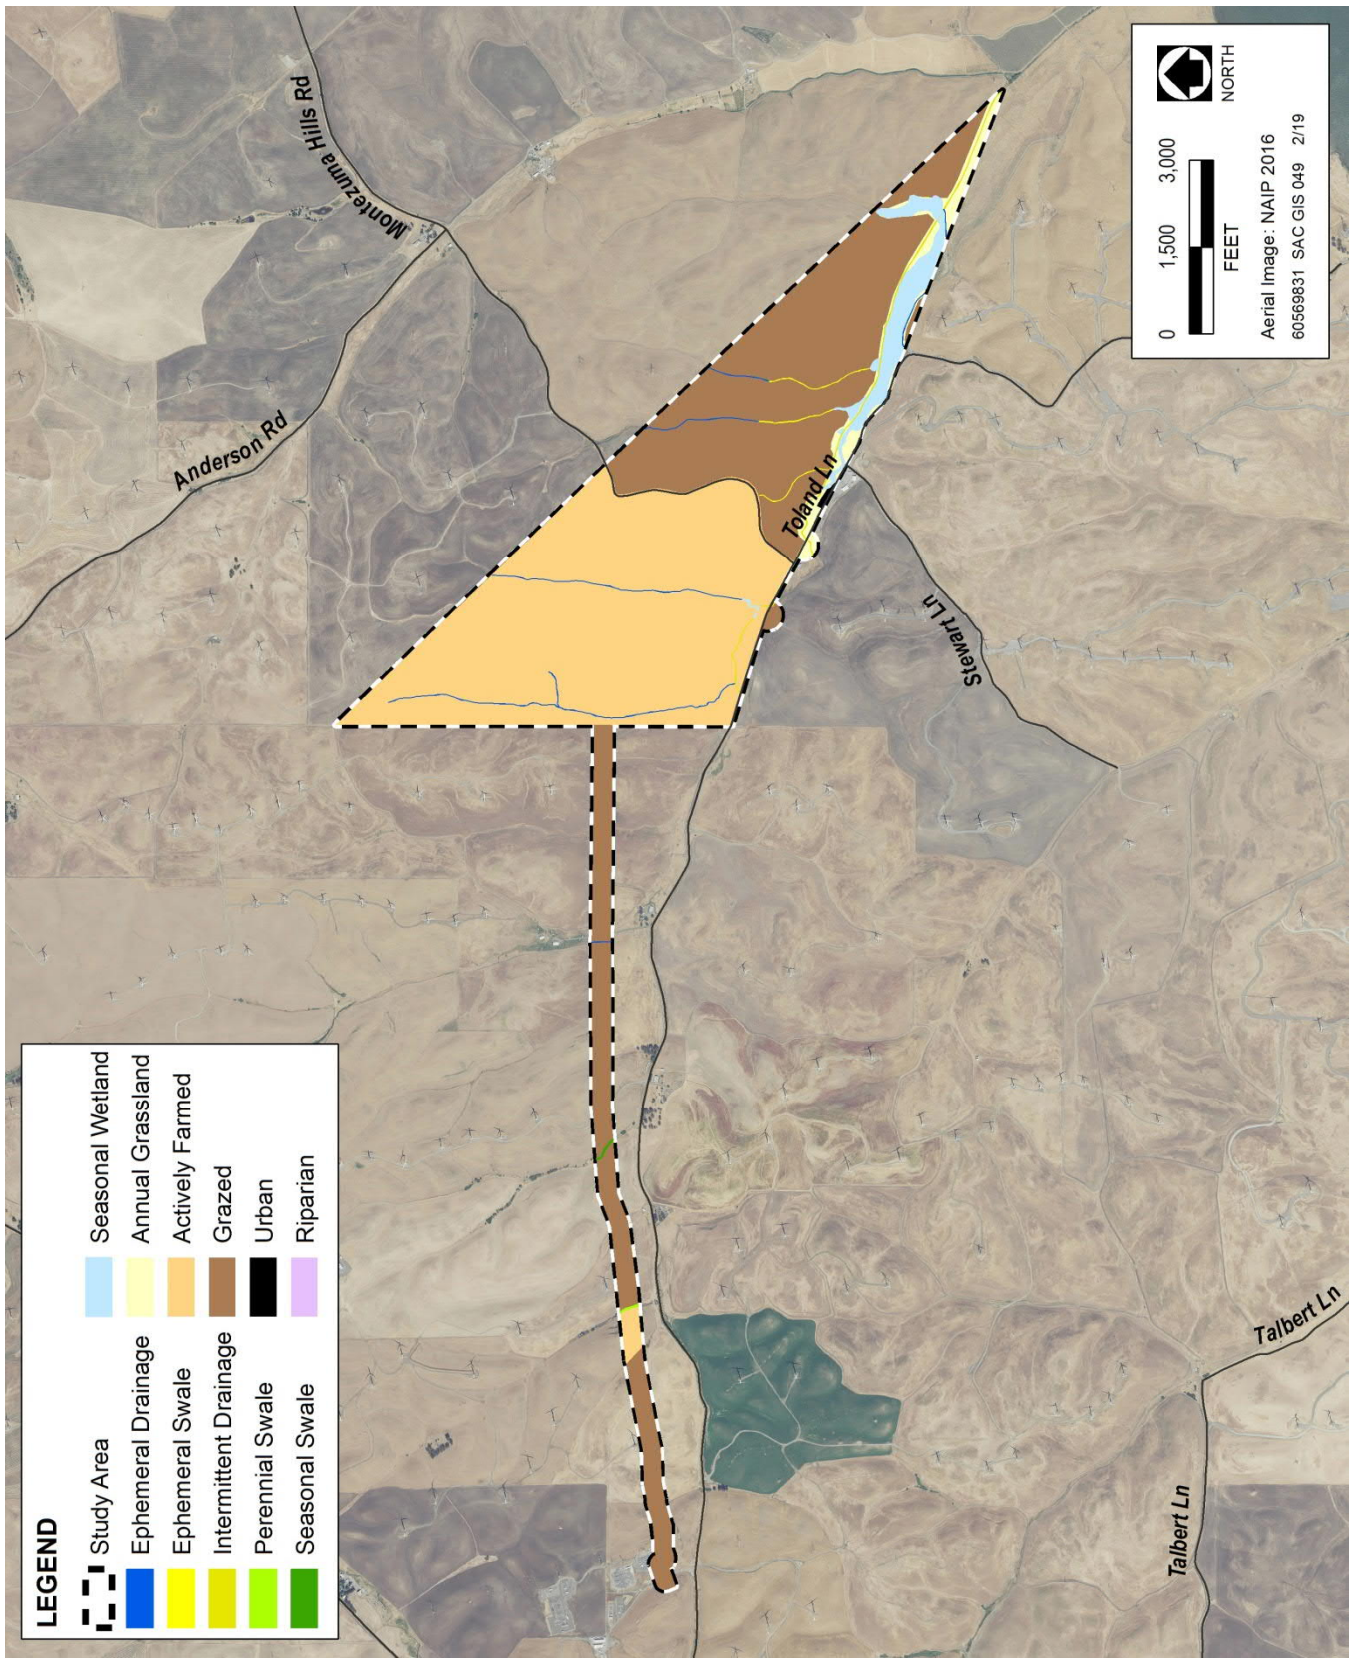 LEGEND
Study Area
Ephemeral Drainage
Ephemeral Swale
Intermittent Drainage
Perennial Swale
Seasonal Swale
Seasonal Wetland
Annual Grassland
Actively Farmed
Grazed
Urban
Riparian
Anderson Rd
Montezuma Hills Rd
Toland Ln
Stewart Ln
Talbert Ln
Talbert Ln
0 1,500 3,000
FEET
NORTH
Aerial Image: NAIP 2016
60569831 SAC GIS 049 2/19